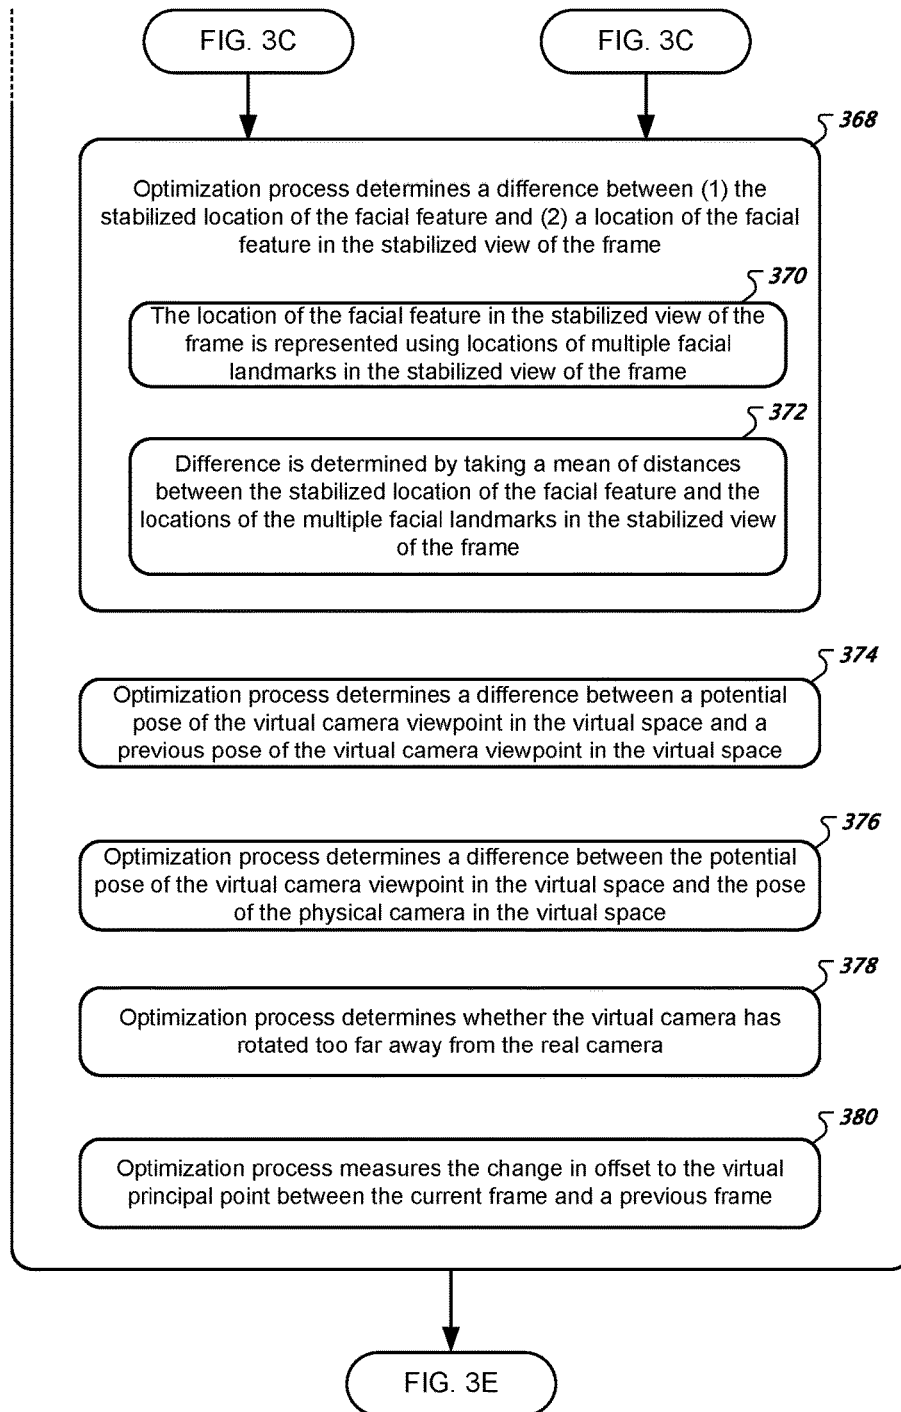 FIG. 3C
FIG. 3C
368
Optimization process determines a difference between (1) the
stabilized location of the facial feature and (2) a location of the facial
feature in the stabilized view of the frame
370
The location of the facial feature in the stabilized view of the
frame is represented using locations of multiple facial
landmarks in the stabilized view of the frame
372
Difference is determined by taking a mean of distances
between the stabilized location of the facial feature and the
locations of the multiple facial landmarks in the stabilized view
of the frame
374
Optimization process determines a difference between a potential
pose of the virtual camera viewpoint in the virtual space and a
previous pose of the virtual camera viewpoint in the virtual space
376
Optimization process determines a difference between the potential
pose of the virtual camera viewpoint in the virtual space and the pose
of the physical camera in the virtual space
378
Optimization process determines whether the virtual camera has
rotated too far away from the real camera
380
Optimization process measures the change in offset to the virtual
principal point between the current frame and a previous frame
FIG. 3E